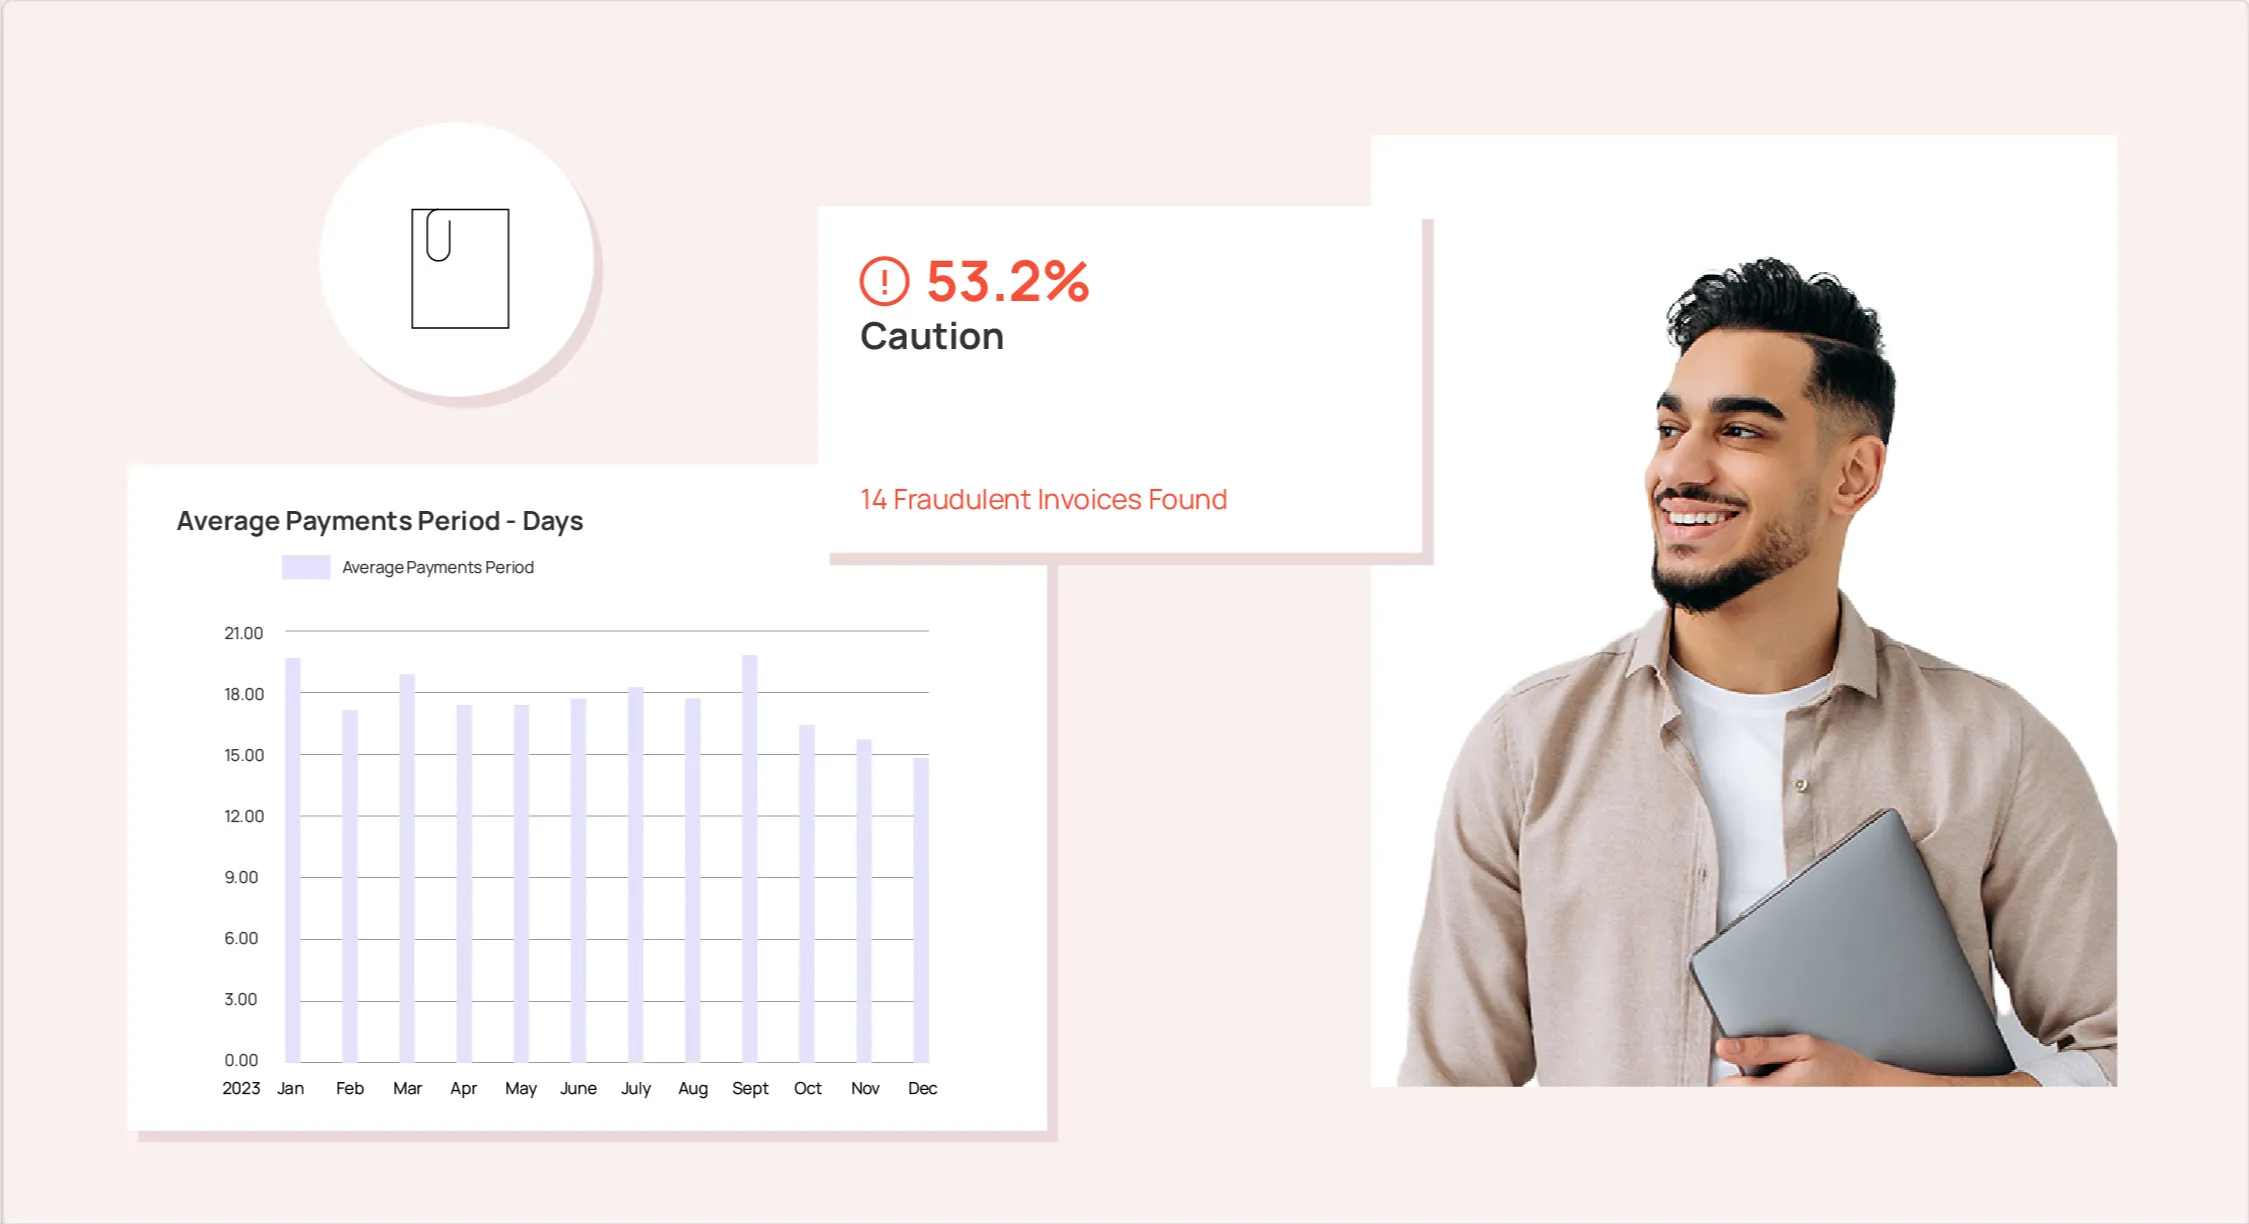 53.2%
Caution
14 Fraudulent Invoices Found
Average Payments Period - Days
Average Payments Period
21.00
18.00
15.00
12.00
9.00
6.00
3.00
0.00
2023 Jan Feb Mar Apr May June July Aug Sept Oct Nov Dec